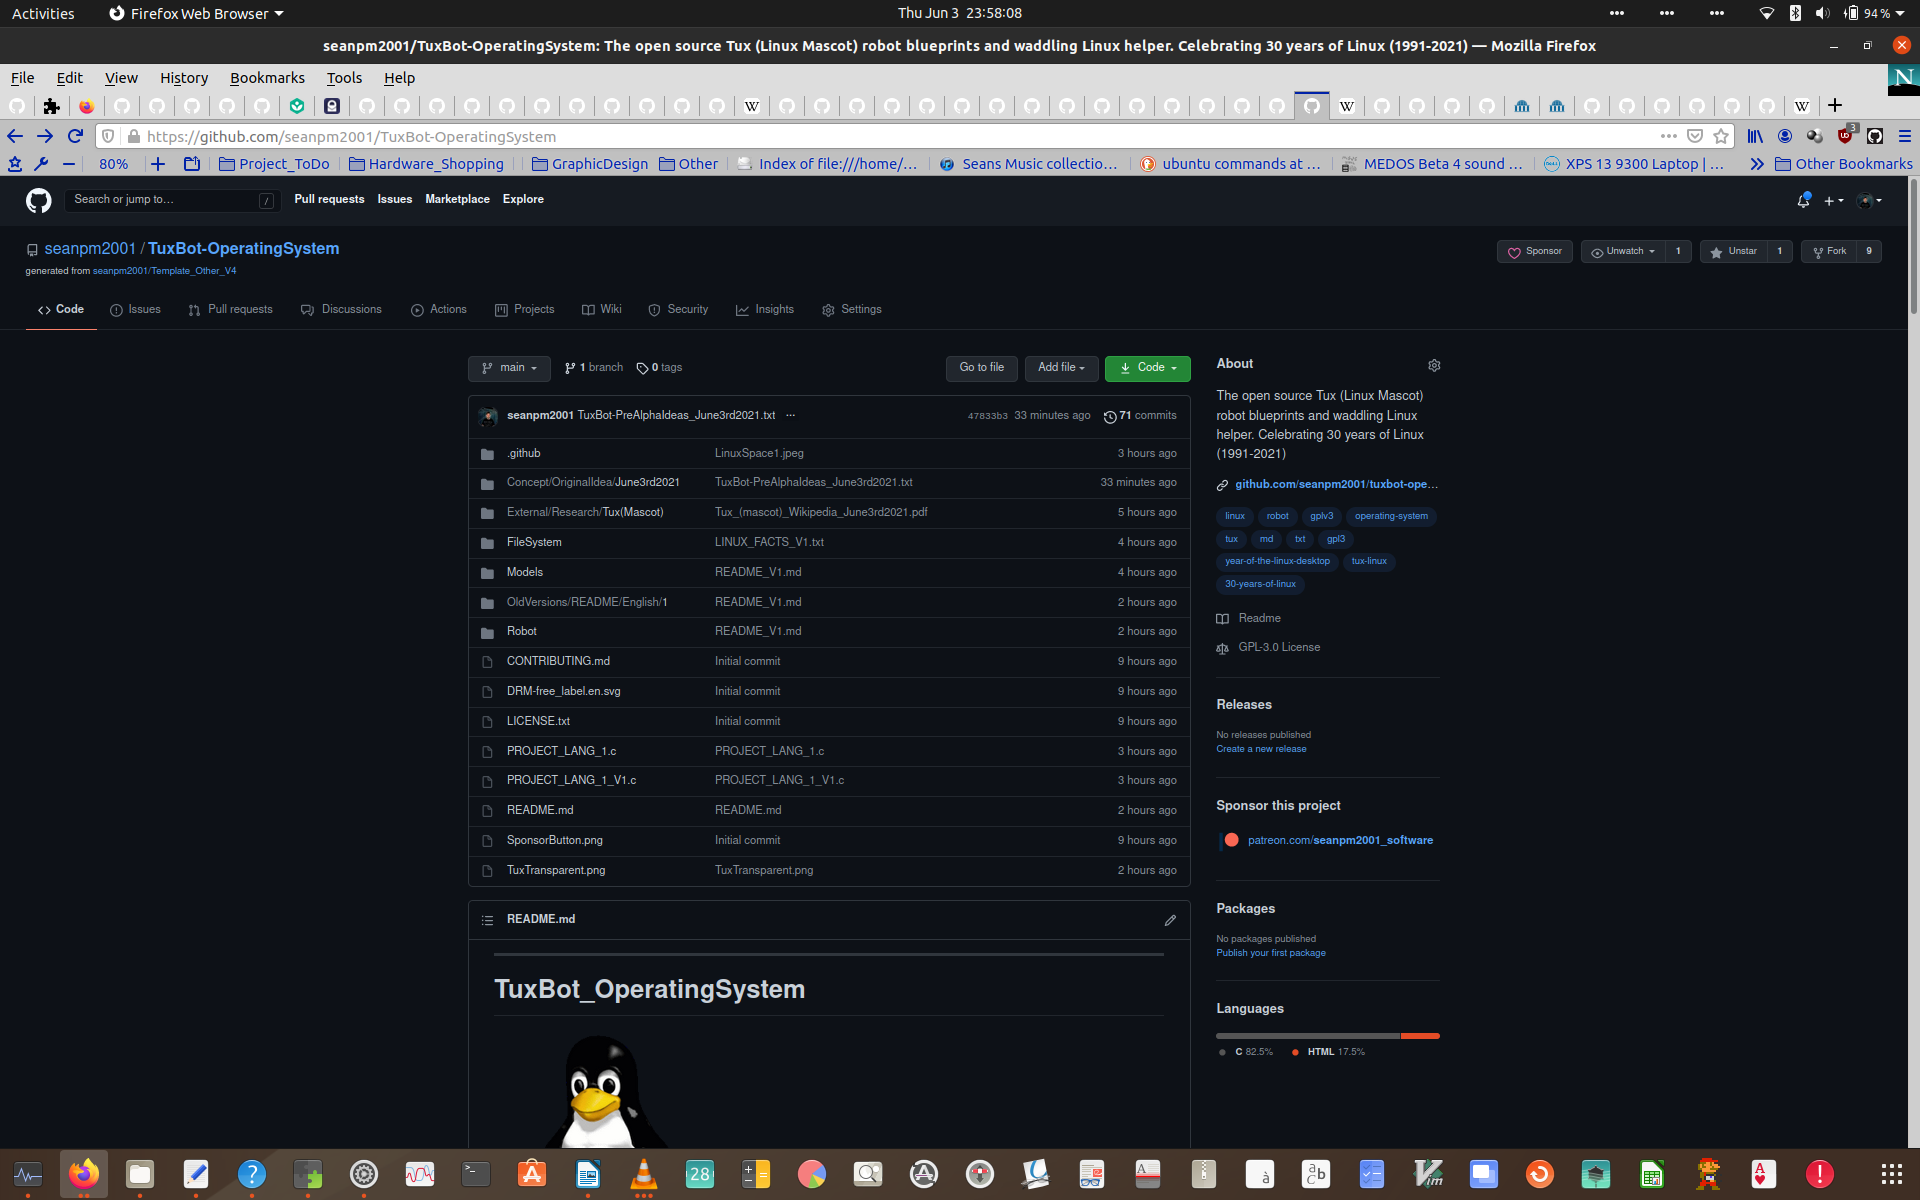 Activities Firefox Web Browser Thu Jun 3 23:58:08 94 %
seanpm2001/TuxBot-OperatingSystem: The open source Tux (Linux Mascot) robot blueprints and waddling Linux helper. Celebrating 30 years of Linux (1991-2021) — Mozilla Firefox
File Edit View History Bookmarks Tools Help
https://github.com/seanpm2001/TuxBot-OperatingSystem 3
80% Project_ToDo Hardware_Shopping GraphicDesign Other Index of file:///home/... Seans Music collectio... ubuntu commands at ... MEDOS Beta 4 sound ... XPS 13 9300 Laptop | ... Other Bookmarks
Search or jump to... / Pull requests Issues Marketplace Explore
seanpm2001 / TuxBot-OperatingSystem Sponsor Unwatch 1 Unstar 1 Fork 9
generated from seanpm2001/Template_Other_V4
Code Issues Pull requests Discussions Actions Projects Wiki Security Insights Settings
main 1 branch 0 tags Go to file Add file Code
seanpm2001 TuxBot-PreAlphaIdeas_June3rd2021.txt ... 47833b3 33 minutes ago 71 commits
.github LinuxSpace1.jpeg 3 hours ago
Concept/OriginalIdea/June3rd2021 TuxBot-PreAlphaIdeas_June3rd2021.txt 33 minutes ago
External/Research/Tux(Mascot) Tux_(mascot)_Wikipedia_June3rd2021.pdf 5 hours ago
FileSystem LINUX_FACTS_V1.txt 4 hours ago
Models README_V1.md 4 hours ago
OldVersions/README/English/1 README_V1.md 2 hours ago
Robot README_V1.md 2 hours ago
CONTRIBUTING.md Initial commit 9 hours ago
DRM-free_label.en.svg Initial commit 9 hours ago
LICENSE.txt Initial commit 9 hours ago
PROJECT_LANG_1.c PROJECT_LANG_1.c 3 hours ago
PROJECT_LANG_1_V1.c PROJECT_LANG_1_V1.c 3 hours ago
README.md README.md 2 hours ago
SponsorButton.png Initial commit 9 hours ago
TuxTransparent.png TuxTransparent.png 2 hours ago
README.md
TuxBot_OperatingSystem
About
The open source Tux (Linux Mascot)
robot blueprints and waddling Linux
helper. Celebrating 30 years of Linux
(1991-2021)
github.com/seanpm2001/tuxbot-ope...
linux robot gplv3 operating-system
tux md txt gpl3
year-of-the-linux-desktop tux-linux
30-years-of-linux
Readme
GPL-3.0 License
Releases
No releases published
Create a new release
Sponsor this project
patreon.com/seanpm2001_software
Packages
No packages published
Publish your first package
Languages
C 82.5% HTML 17.5%
28